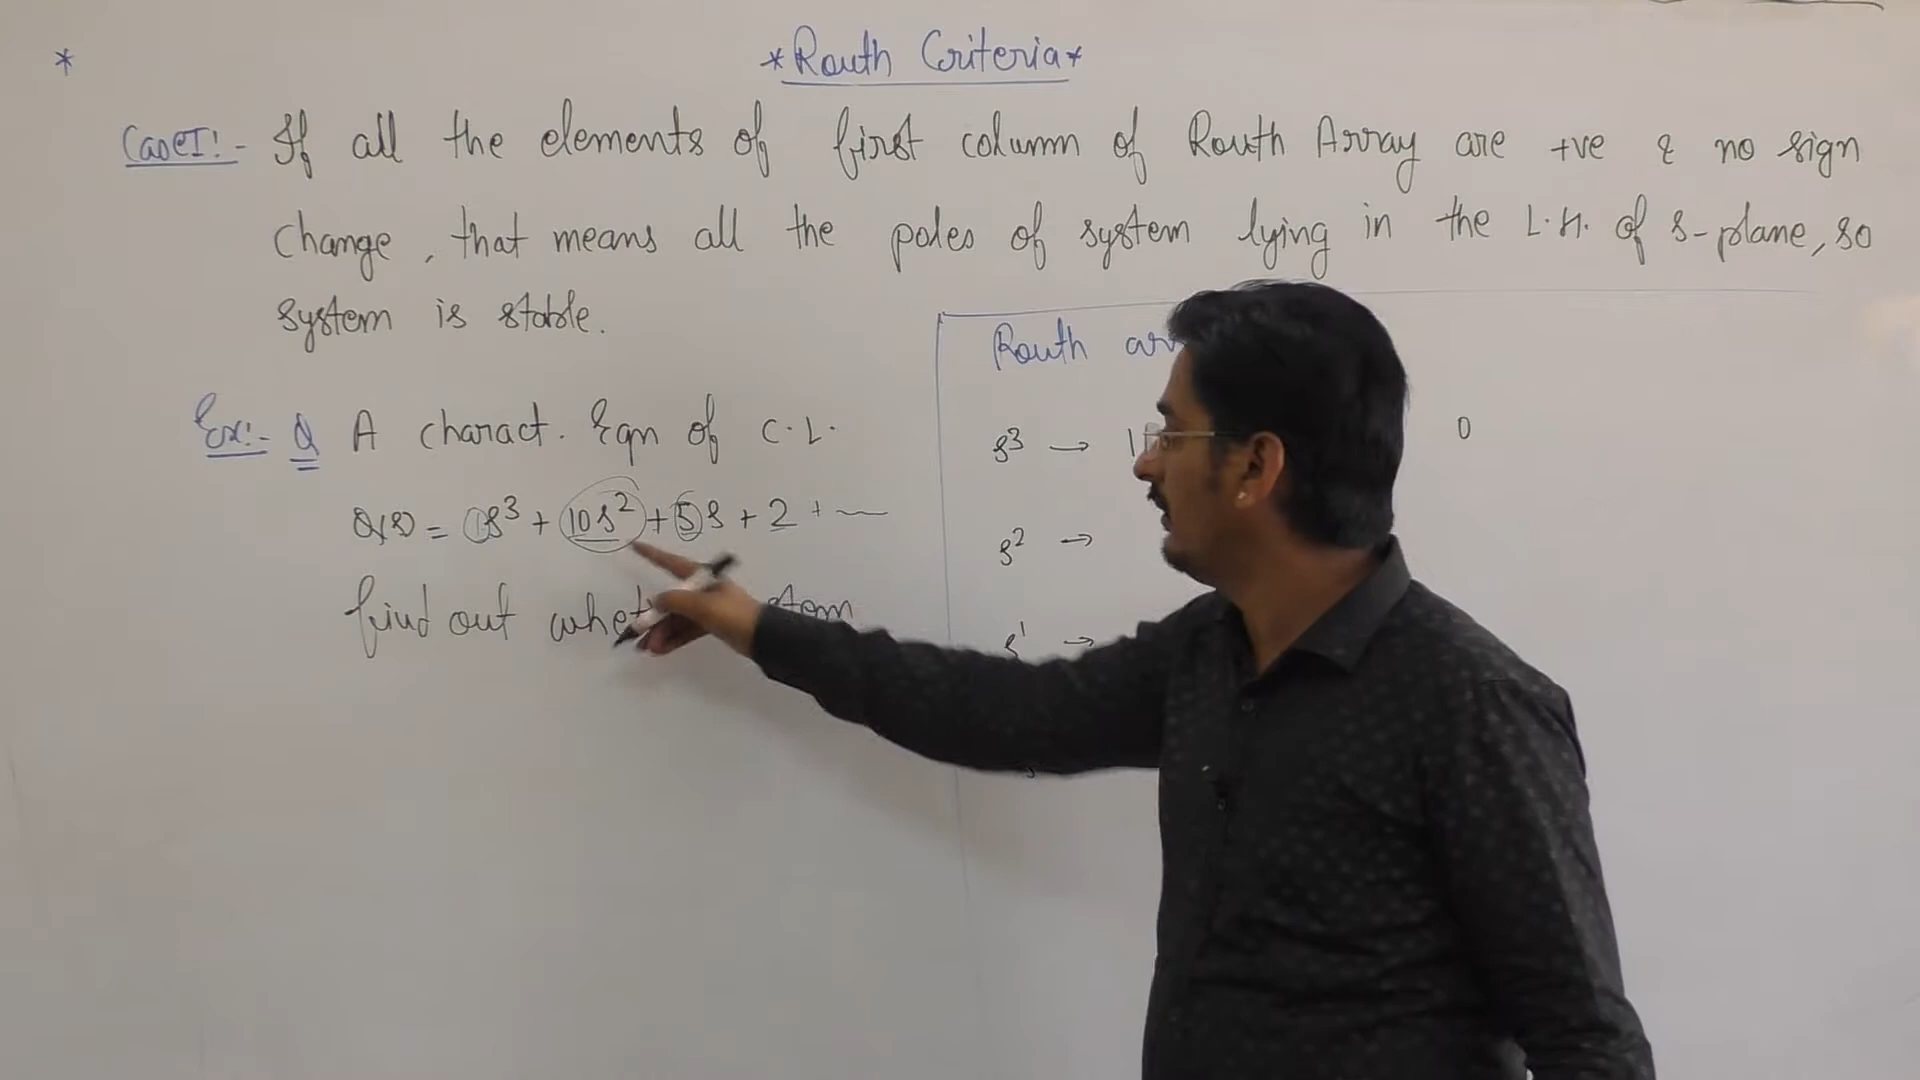 *
*Routh Criteria*
Case I:- If all the elements of first column of Routh Array are +ve & no sign
change, that means all the poles of system lying in the L.H. of s-plane, so
system is stable.
Ex:- Q A charact. Eqn of C.L.
Q(s) = 1s³ + 10s² + 5s + 2 + —
find out
Routh
s³ → 1 0
s² →
s¹ →